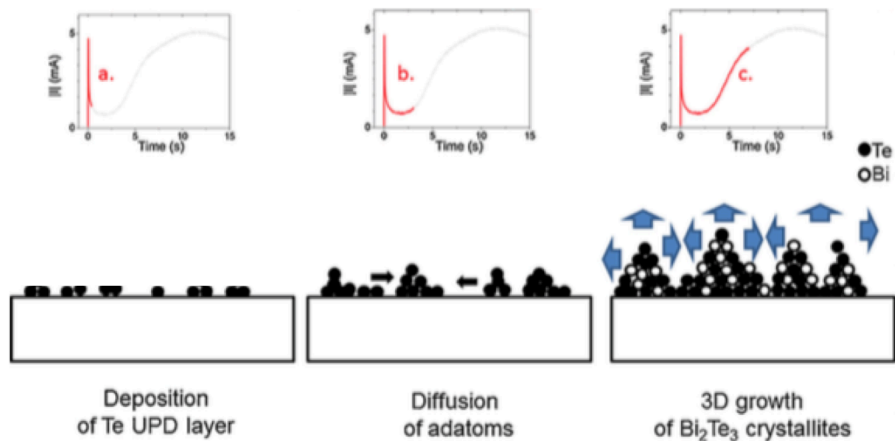 5
|I| (mA)
a.
0
0 5 10 15
Time (s)
5
|I| (mA)
b.
0
0 5 10 15
Time (s)
5
|I| (mA)
c.
0
0 5 10 15
Time (s)
Te
Bi
Deposition
of Te UPD layer
Diffusion
of adatoms
3D growth
of Bi₂Te₃ crystallites